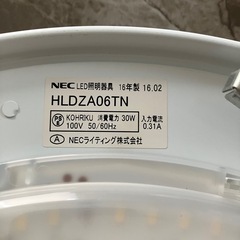 NEC LED照明器具 16年製 16.02
HLDZA06TN
PS E KOHRKU 消費電力 30W 入力電流
100V 50/60Hz 0.31A
A NECライティング株式会社